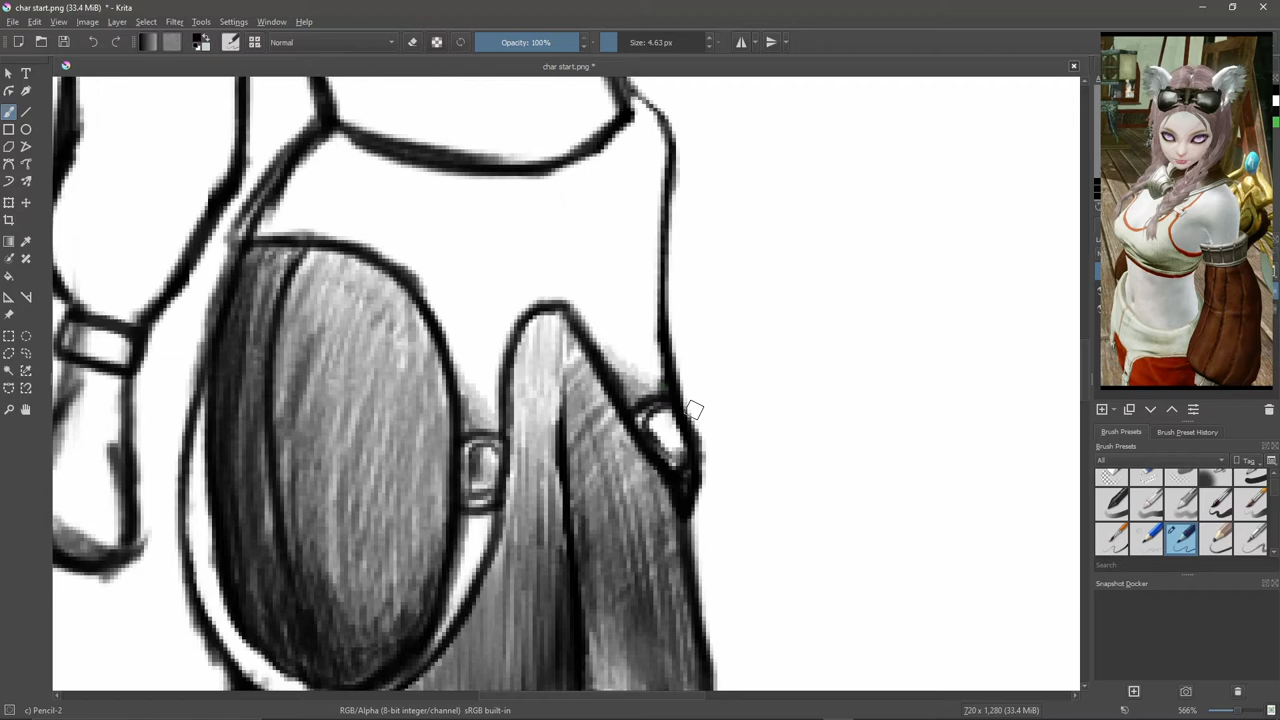 char start.png (33.4 MiB) * - Krita
File Edit View Image Layer Select Filter Tools Settings Window Help
Normal Opacity: 100% Size: 4.63 px
char start.png *
Brush Presets Brush Preset History
Brush Presets
All Tag
Search
Snapshot Docker
c) Pencil-2 RGB/Alpha (8-bit integer/channel) sRGB built-in 720 x 1,280 (33.4 MiB) 566%